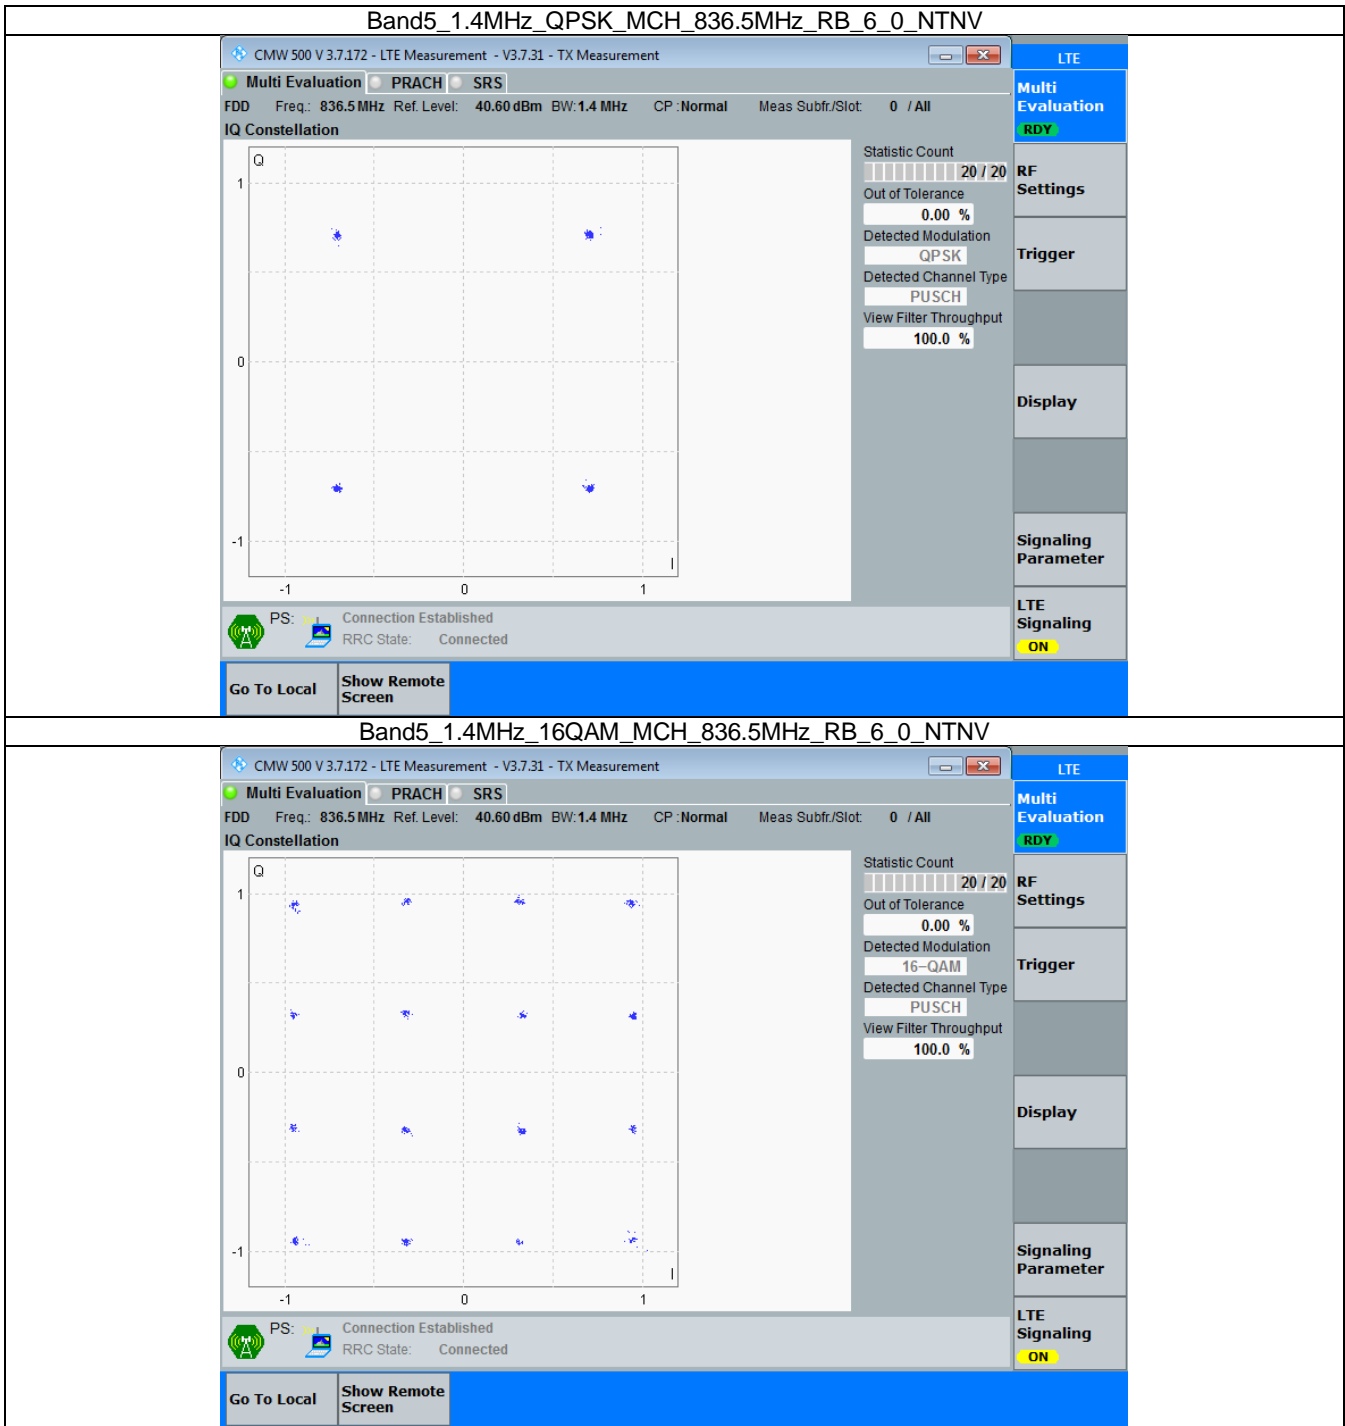 Band5_1.4MHz_QPSK_MCH_836.5MHz_RB_6_0_NTNV
CMW 500 V 3.7.172 - LTE Measurement - V3.7.31 - TX Measurement
LTE
Multi Evaluation PRACH SRS
FDD Freq.: 836.5 MHz Ref. Level: 40.60 dBm BW: 1.4 MHz CP : Normal Meas Subfr./Slot: 0 / All
IQ Constellation
Q
1
0
-1
I
-1 0 1
Statistic Count
20 / 20
Out of Tolerance
0.00 %
Detected Modulation
QPSK
Detected Channel Type
PUSCH
View Filter Throughput
100.0 %
Multi
Evaluation
RDY
RF
Settings
Trigger
Display
Signaling
Parameter
LTE
Signaling
ON
PS: Connection Established
RRC State: Connected
Go To Local
Show Remote
Screen
Band5_1.4MHz_16QAM_MCH_836.5MHz_RB_6_0_NTNV
CMW 500 V 3.7.172 - LTE Measurement - V3.7.31 - TX Measurement
LTE
Multi Evaluation PRACH SRS
FDD Freq.: 836.5 MHz Ref. Level: 40.60 dBm BW: 1.4 MHz CP : Normal Meas Subfr./Slot: 0 / All
IQ Constellation
Q
1
0
-1
I
-1 0 1
Statistic Count
20 / 20
Out of Tolerance
0.00 %
Detected Modulation
16-QAM
Detected Channel Type
PUSCH
View Filter Throughput
100.0 %
Multi
Evaluation
RDY
RF
Settings
Trigger
Display
Signaling
Parameter
LTE
Signaling
ON
PS: Connection Established
RRC State: Connected
Go To Local
Show Remote
Screen